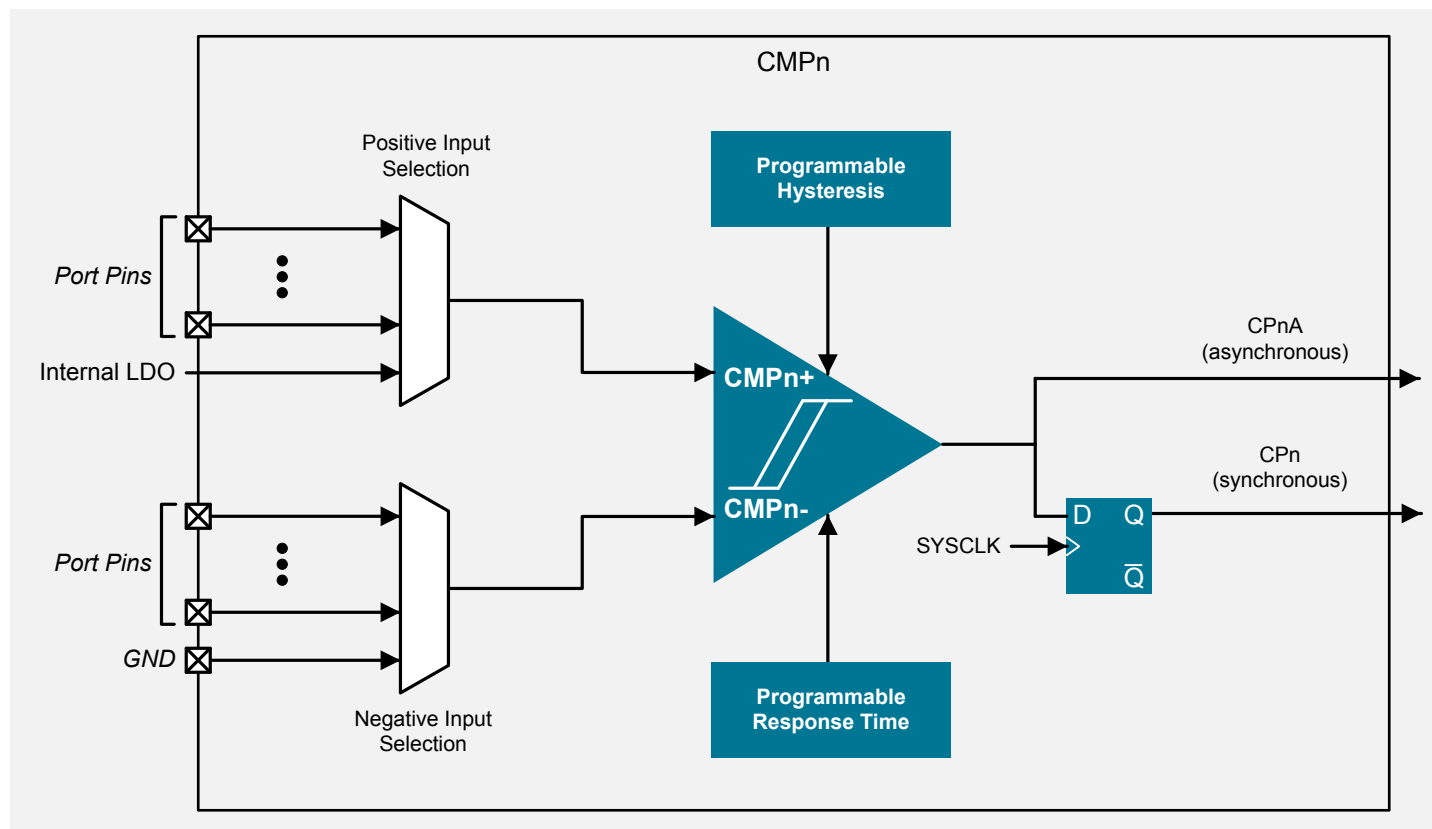 CMPn
Positive Input
Selection
Programmable
Hysteresis
Port Pins
Internal LDO
CMPn+
CMPn-
CPnA
(asynchronous)
CPn
(synchronous)
D Q
SYSCLK
Q̅
Port Pins
GND
Negative Input
Selection
Programmable
Response Time